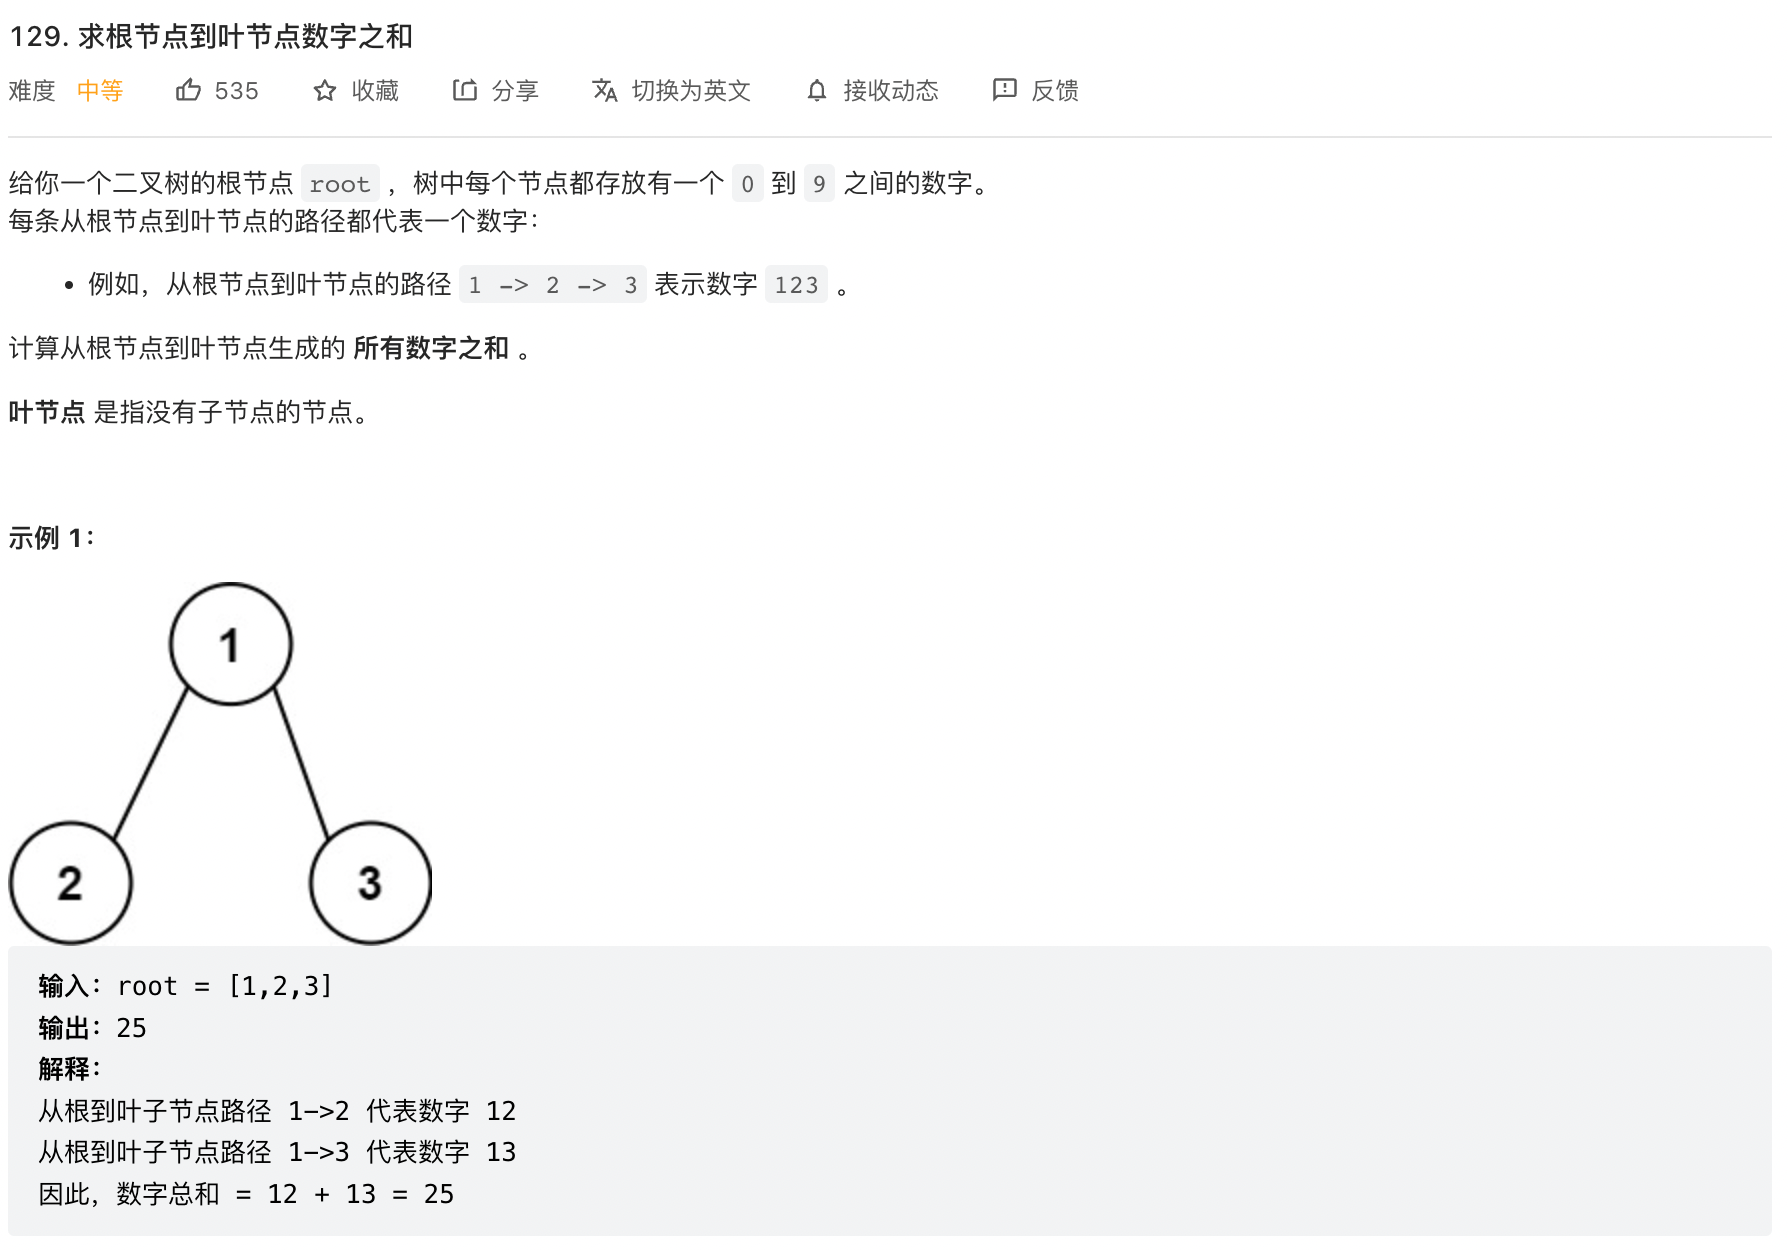 129. 求根节点到叶节点数字之和
难度 中等 535 收藏 分享 切换为英文 接收动态 反馈
给你一个二叉树的根节点 root ，树中每个节点都存放有一个 0 到 9 之间的数字。
每条从根节点到叶节点的路径都代表一个数字：
• 例如，从根节点到叶节点的路径 1 -> 2 -> 3 表示数字 123 。
计算从根节点到叶节点生成的 所有数字之和 。
叶节点 是指没有子节点的节点。
示例 1：
1
2 3
输入：root = [1,2,3]
输出：25
解释：
从根到叶子节点路径 1->2 代表数字 12
从根到叶子节点路径 1->3 代表数字 13
因此，数字总和 = 12 + 13 = 25